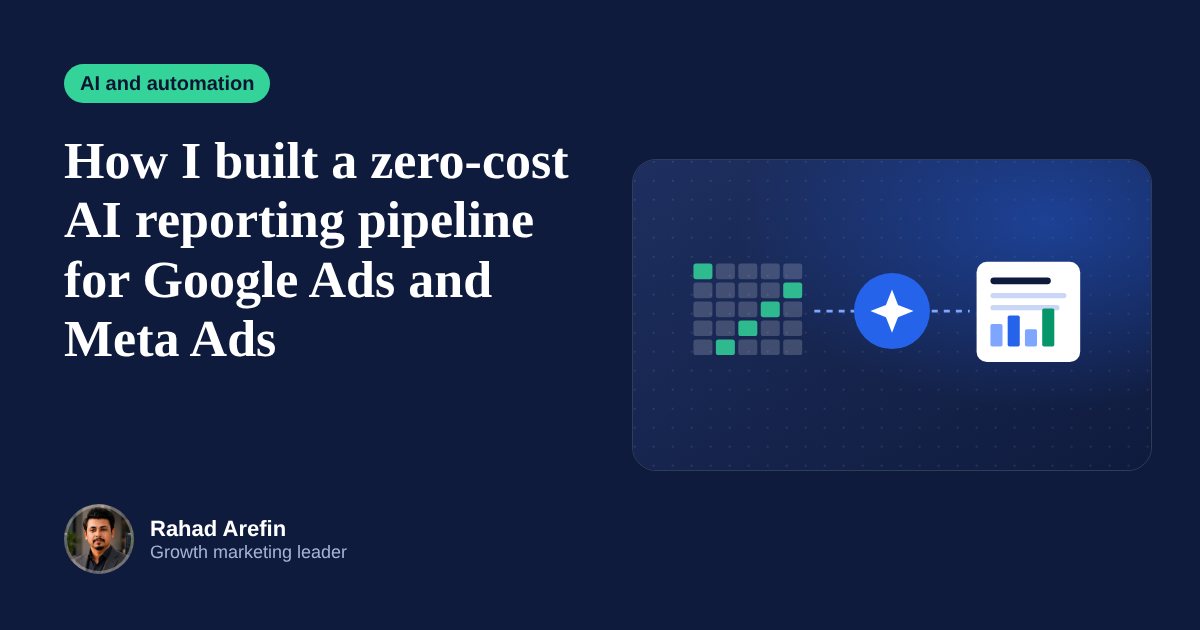 AI and automation
How I built a zero-cost
AI reporting pipeline
for Google Ads and
Meta Ads
Rahad Arefin
Growth marketing leader